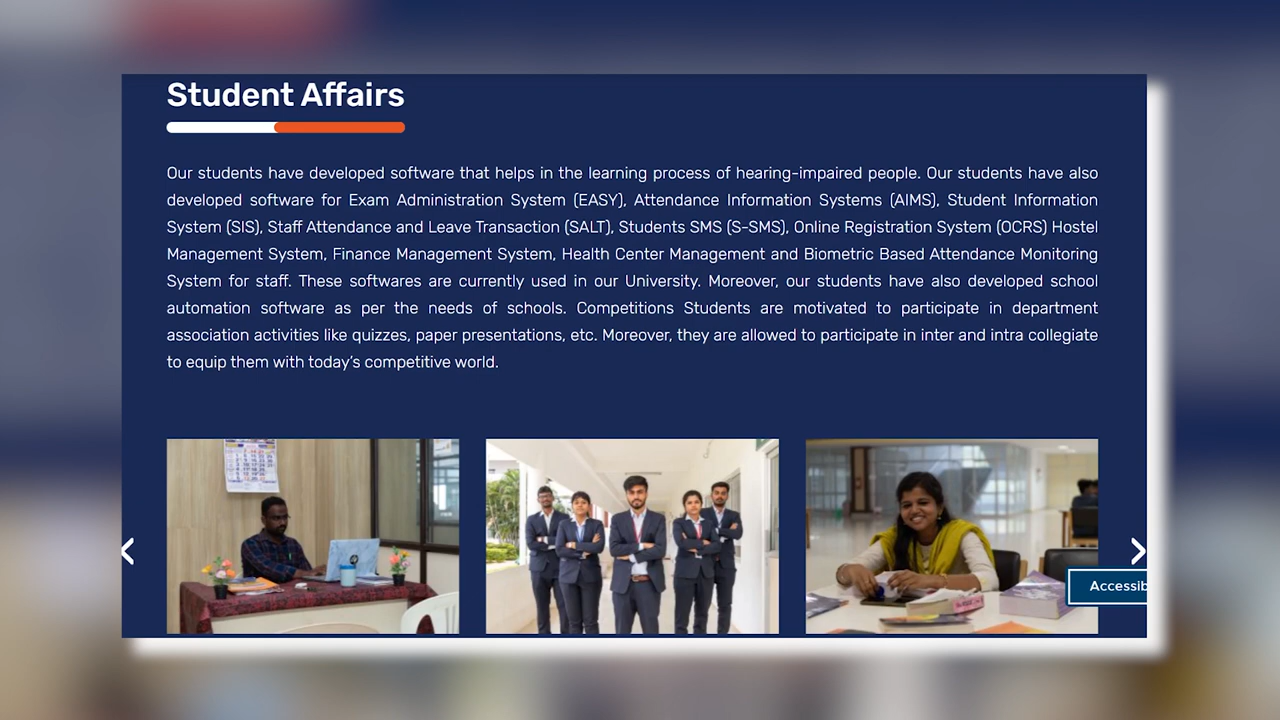 Student Affairs
Our students have developed software that helps in the learning process of hearing-impaired people. Our students have also
developed software for Exam Administration System (EASY), Attendance Information Systems (AIMS), Student Information
System (SIS), Staff Attendance and Leave Transaction (SALT), Students SMS (S-SMS), Online Registration System (OCRS) Hostel
Management System, Finance Management System, Health Center Management and Biometric Based Attendance Monitoring
System for staff. These softwares are currently used in our University. Moreover, our students have also developed school
automation software as per the needs of schools. Competitions Students are motivated to participate in department
association activities like quizzes, paper presentations, etc. Moreover, they are allowed to participate in inter and intra collegiate
to equip them with today's competitive world.
Accessib